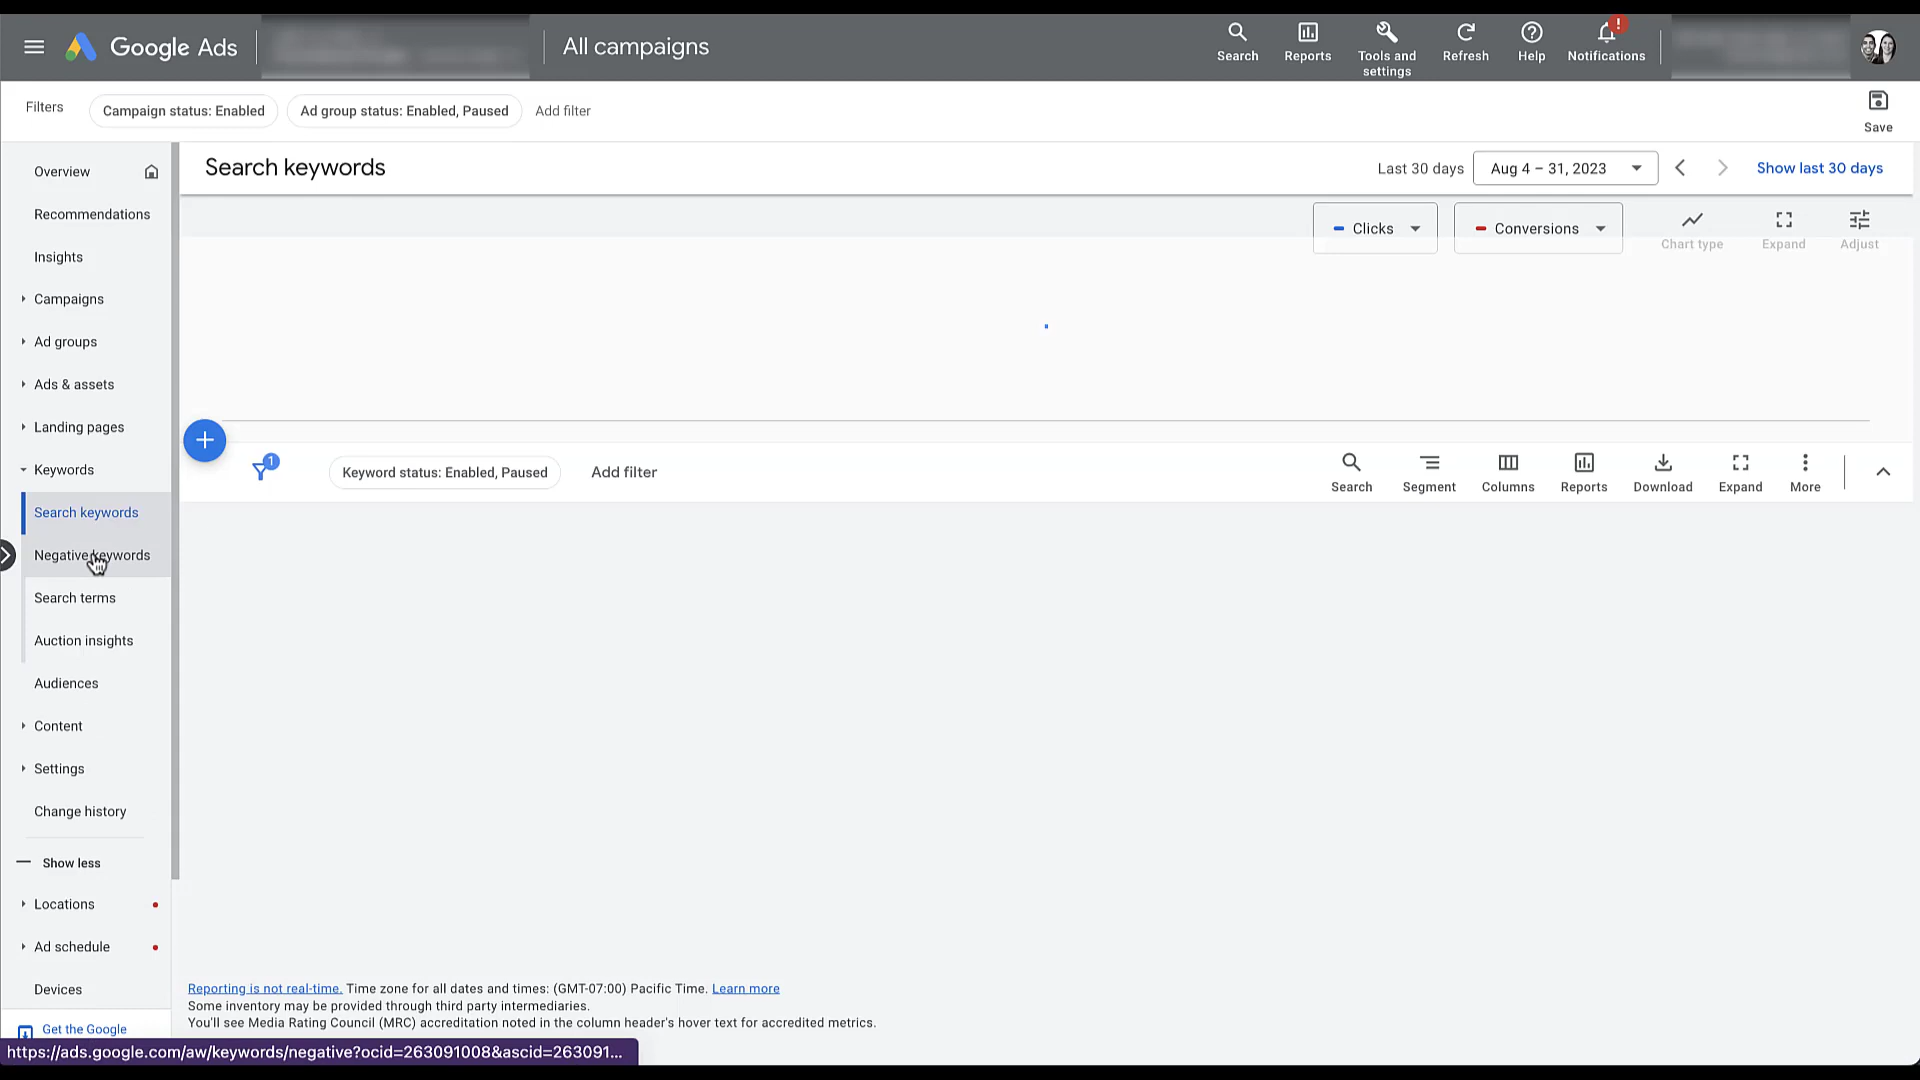 Google Ads
All campaigns
Search
Reports
Tools and
settings
Refresh
Help
Notifications
!
Filters
Campaign status: Enabled
Ad group status: Enabled, Paused
Add filter
Save
Overview
Recommendations
Insights
Campaigns
Ad groups
Ads & assets
Landing pages
Keywords
Search keywords
Negative keywords
Search terms
Auction insights
Audiences
Content
Settings
Change history
Show less
Locations
Ad schedule
Devices
Get the Google
Search keywords
Last 30 days
Aug 4 – 31, 2023
Show last 30 days
Clicks
Conversions
Chart type
Expand
Adjust
1
Keyword status: Enabled, Paused
Add filter
Search
Segment
Columns
Reports
Download
Expand
More
Reporting is not real-time. Time zone for all dates and times: (GMT-07:00) Pacific Time. Learn more
Some inventory may be provided through third party intermediaries.
You'll see Media Rating Council (MRC) accreditation noted in the column header's hover text for accredited metrics.
https://ads.google.com/aw/keywords/negative?ocid=263091008&ascid=263091...